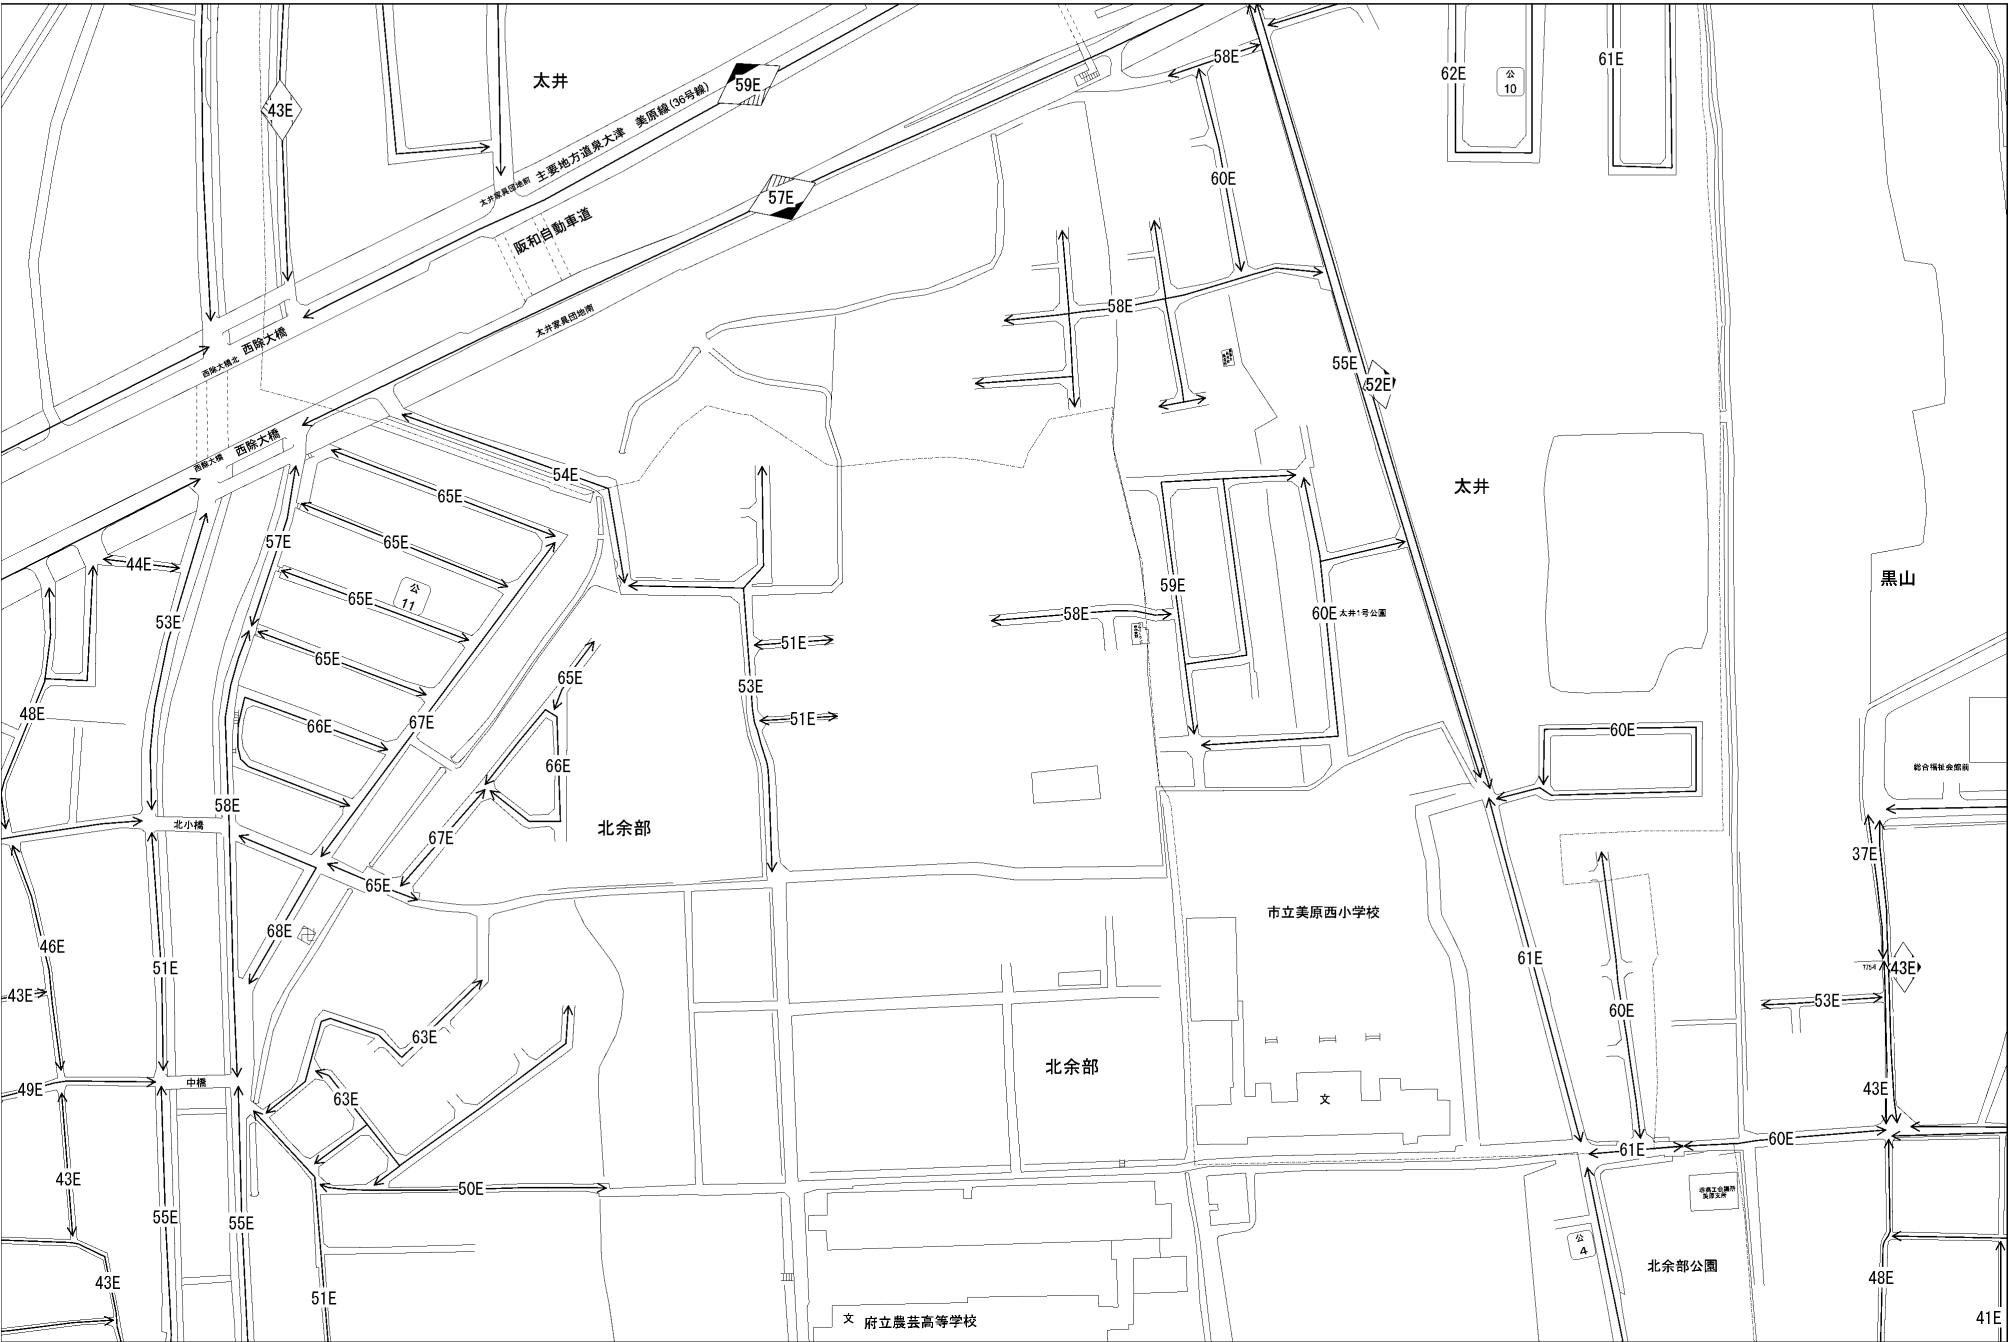 58E
62E
61E
公
10
太井
59E
43E
主要地方道泉大津 美原線(36号線)
太井家具団地前
60E
57E
阪和自動車道
58E
太井家具団地南
西除大橋
西除大橋北
55E
52E
西除大橋
西除大橋
54E
65E
太井
57E
65E
44E
59E
黒山
公
11
65E
58E
60E
太井1号公園
53E
51E
65E
65E
53E
48E
66E
67E
51E
60E
66E
総合福祉会館前
58E
北小橋
北余部
67E
37E
65E
市立美原西小学校
68E
46E
61E
51E
43E
43E
53E
60E
63E
北余部
中橋
49E
43E
63E
文
60E
61E
43E
50E
55E
55E
公
4
北余部公園
43E
48E
51E
文 府立農芸高等学校
41E